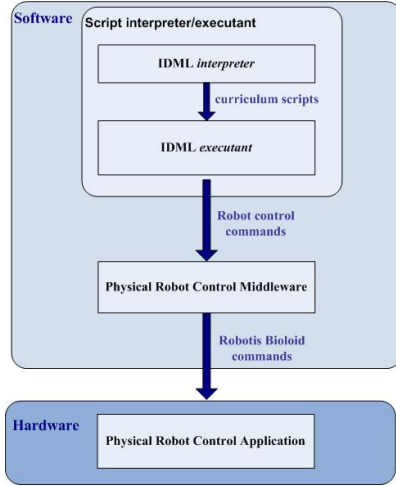 Software
Script interpreter/executant
IDML interpreter
curriculum scripts
IDML executant
Robot control
commands
Physical Robot Control Middleware
Robotis Bioloid
commands
Hardware
Physical Robot Control Application